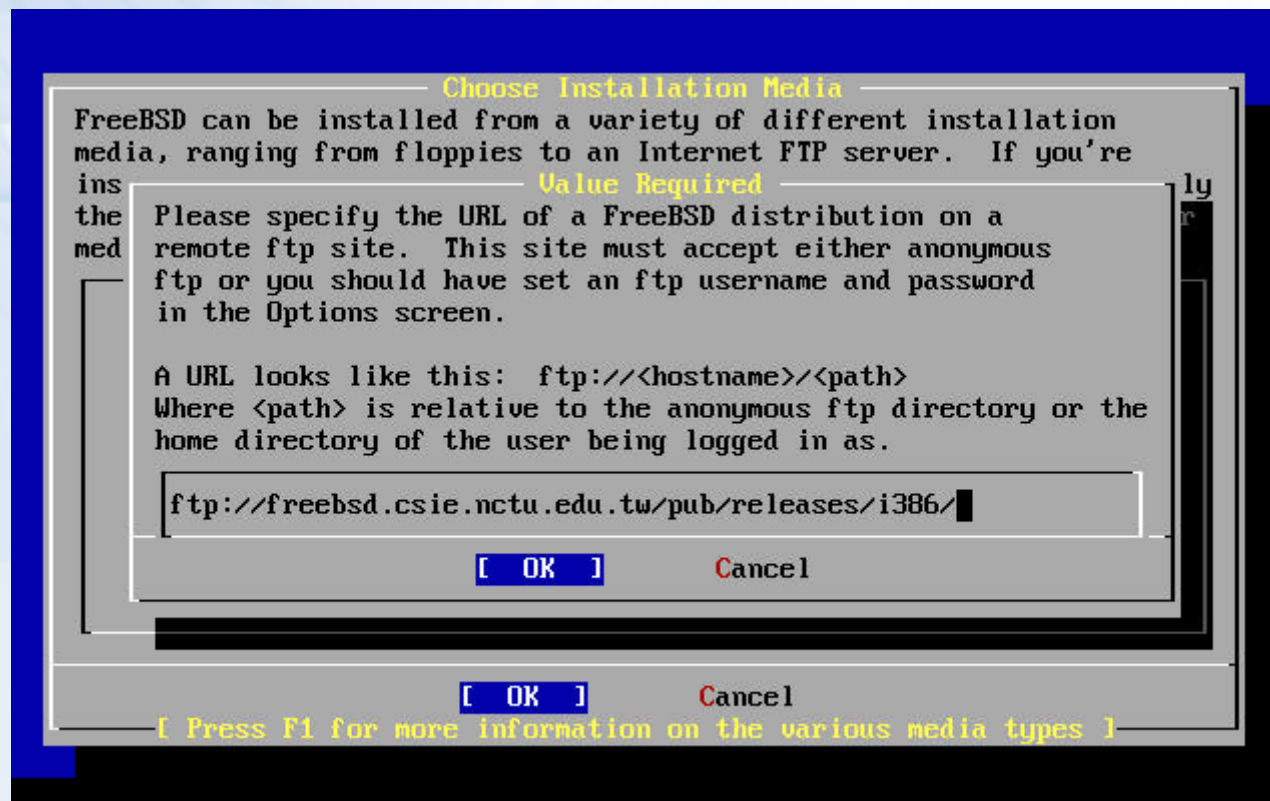 Choose Installation Media
FreeBSD can be installed from a variety of different installation
media, ranging from floppies to an Internet FTP server.  If you're
ins ly
the r
med
Value Required
Please specify the URL of a FreeBSD distribution on a
remote ftp site.  This site must accept either anonymous
ftp or you should have set an ftp username and password
in the Options screen.
A URL looks like this:  ftp://<hostname>/<path>
Where <path> is relative to the anonymous ftp directory or the
home directory of the user being logged in as.
ftp://freebsd.csie.nctu.edu.tw/pub/releases/i386/
[  OK  ] Cancel
[  OK  ] Cancel
[ Press F1 for more information on the various media types ]